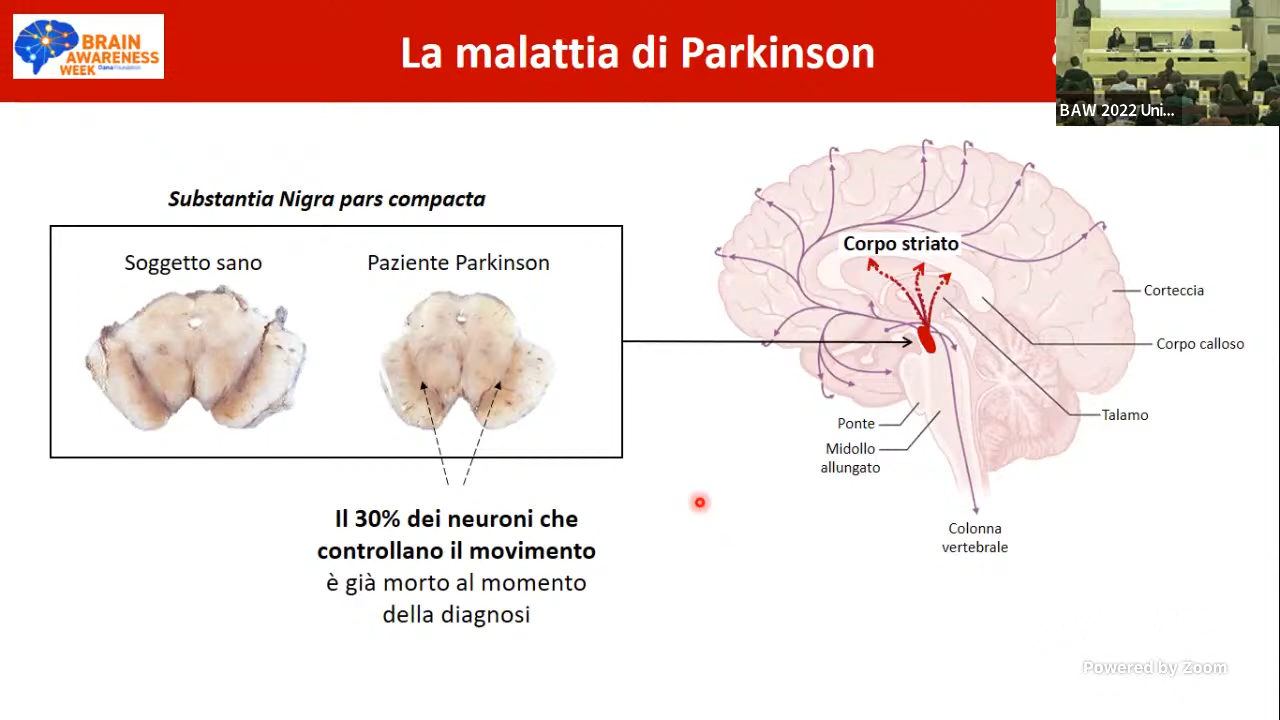 BRAIN
AWARENESS
WEEK
Dana Foundation
La malattia di Parkinson
BAW 2022 Uni...
Substantia Nigra pars compacta
Soggetto sano
Paziente Parkinson
Il 30% dei neuroni che
controllano il movimento
è già morto al momento
della diagnosi
Corpo striato
Corteccia
Corpo calloso
Talamo
Ponte
Midollo
allungato
Colonna
vertebrale
Powered by Zoom